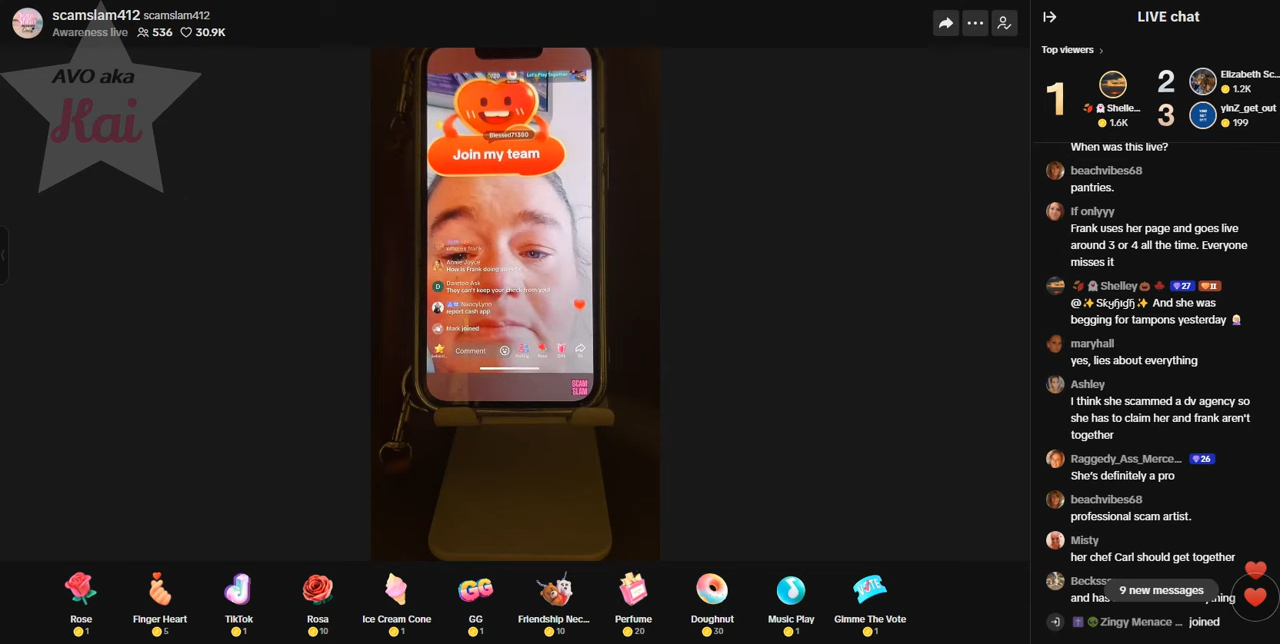 scamslam412 scamslam412
Awareness live 536 30.9K
AVO aka
Kai
Let's Play Together
Blessed71380
Join my team
Annie Joyce
How is Frank doing
D
They can't keep your check from you!
NancyLynn
report cash app
Mark joined
Comment
SCAM
SLAM
Rose
1
Finger Heart
5
TikTok
1
Rosa
10
Ice Cream Cone
1
GG
1
Friendship Nec...
10
Perfume
20
Doughnut
30
Music Play
1
Gimme The Vote
1
LIVE chat
Top viewers >
1
Shelle...
1.6K
2
Elizabeth Sc...
1.2K
3
yinZ_get_out
199
When was this live?
beachvibes68
pantries.
If onlyyy
Frank uses her page and goes live
around 3 or 4 all the time. Everyone
misses it
Shelley 27 II
And she was
begging for tampons yesterday
maryhall
yes, lies about everything
Ashley
I think she scammed a dv agency so
she has to claim her and frank aren't
together
Raggedy_Ass_Merce... 26
She's definitely a pro
beachvibes68
professional scam artist.
Misty
her chef Carl should get together
Becksss
9 new messages
Zingy Menace ... joined